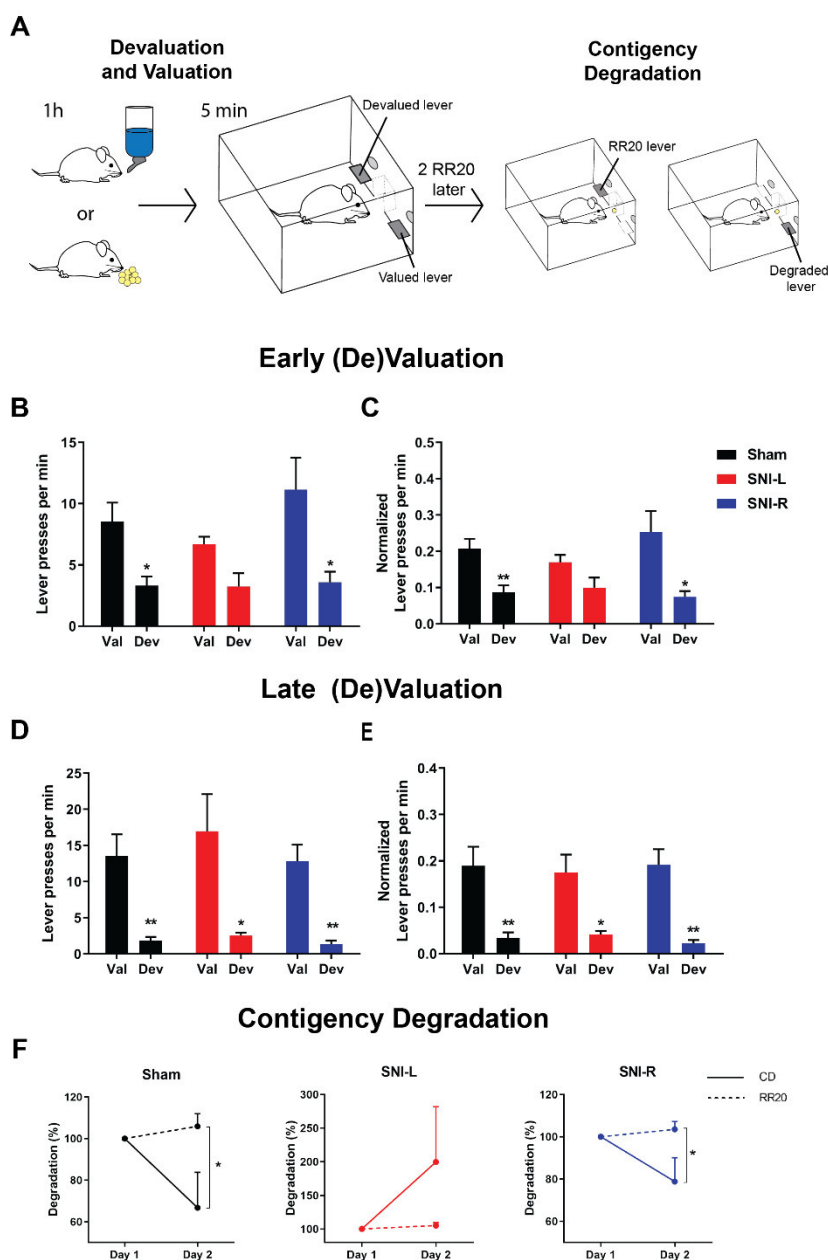 A
Devaluation
and Valuation
Contigency
Degradation
1h
5 min
Devalued lever
RR20 lever
or
2 RR20
later
Valued lever
Degraded
lever
Early (De)Valuation
B
C
Lever presses per min
15
10
5
0
* *
Val Dev Val Dev Val Dev
Normalized
Lever presses per min
0.5
0.4
0.3
0.2
0.1
0.0
** *
Val Dev Val Dev Val Dev
Sham
SNI-L
SNI-R
Late (De)Valuation
D
E
Lever presses per min
25
20
15
10
5
0
** * **
Val Dev Val Dev Val Dev
Normalized
Lever presses per min
0.4
0.3
0.2
0.1
0.0
** * **
Val Dev Val Dev Val Dev
Contigency Degradation
F
Sham
Degradation (%)
120
100
80
60
*
Day 1 Day 2
SNI-L
Degradation (%)
300
250
200
150
100
Day 1 Day 2
SNI-R
Degradation (%)
120
100
80
60
*
Day 1 Day 2
CD
RR20